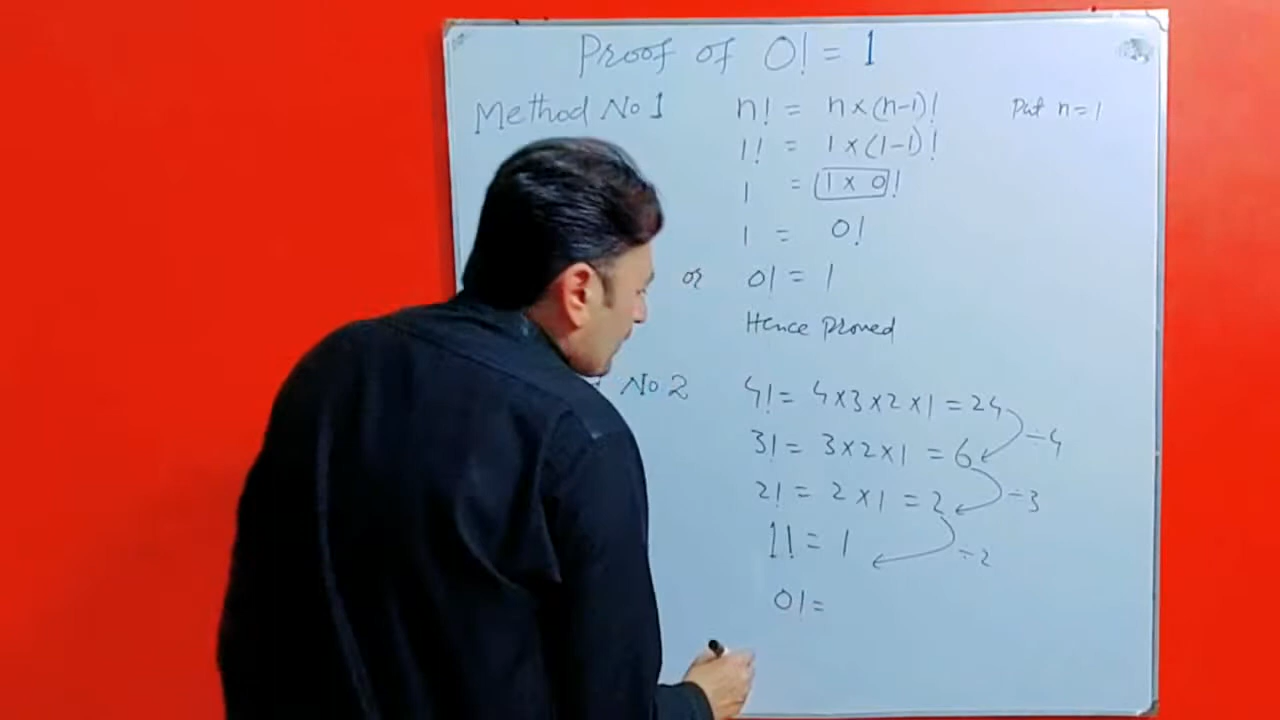 Proof of 0! = 1
Method No 1 n! = n×(n-1)! Put n=1
1! = 1×(1-1)!
1 = 1 × 0!
1 = 0!
or 0! = 1
Hence Proved
No 2 4! = 4×3×2×1 = 24
÷4
3! = 3×2×1 = 6
÷3
2! = 2×1 = 2
1! = 1
÷2
0! =